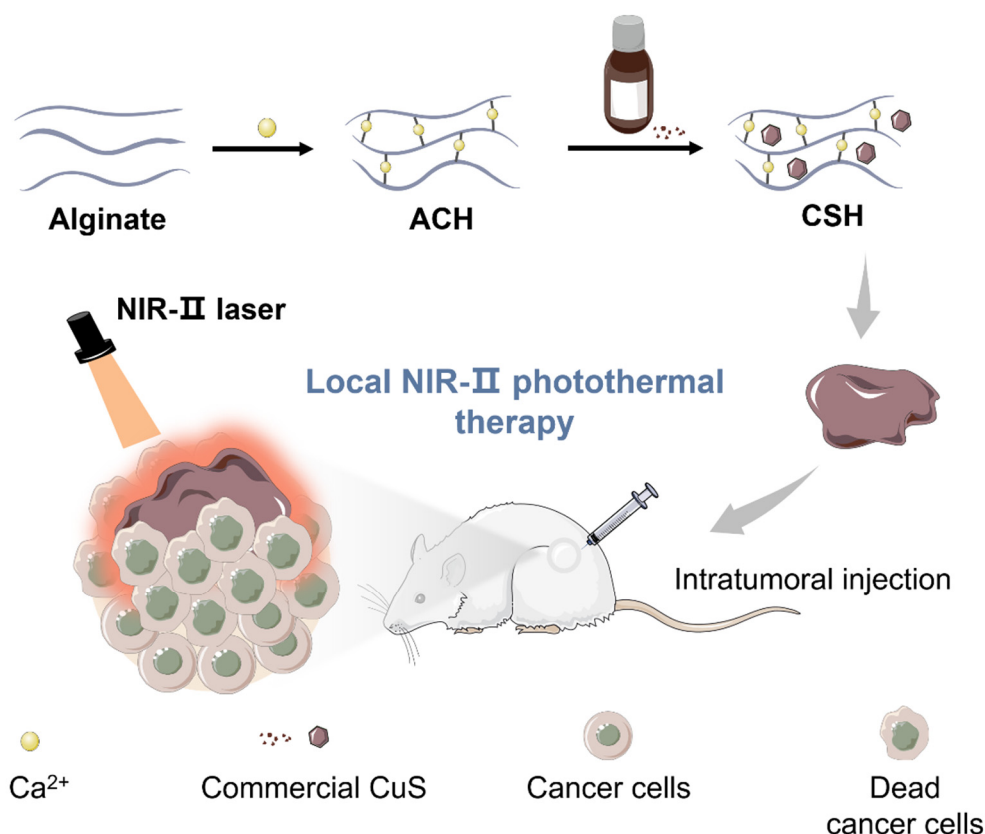 Alginate
ACH
CSH
NIR-Ⅱ laser
Local NIR-Ⅱ photothermal
therapy
Intratumoral injection
Ca²⁺
Commercial CuS
Cancer cells
Dead
cancer cells